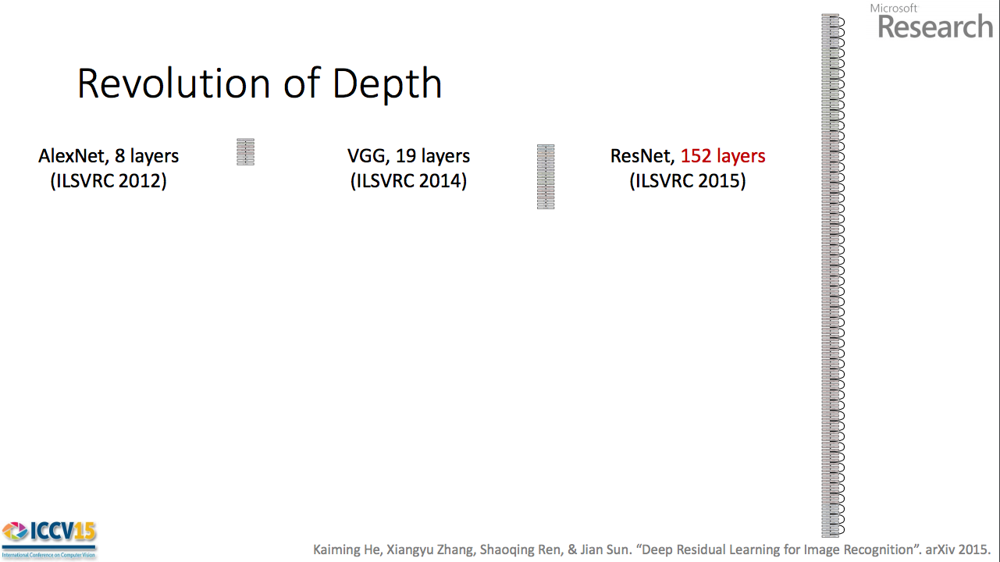 Microsoft
Research
Revolution of Depth
AlexNet, 8 layers
(ILSVRC 2012)
VGG, 19 layers
(ILSVRC 2014)
ResNet, 152 layers
(ILSVRC 2015)
ICCV15
International Conference on Computer Vision
Kaiming He, Xiangyu Zhang, Shaoqing Ren, & Jian Sun. “Deep Residual Learning for Image Recognition”. arXiv 2015.